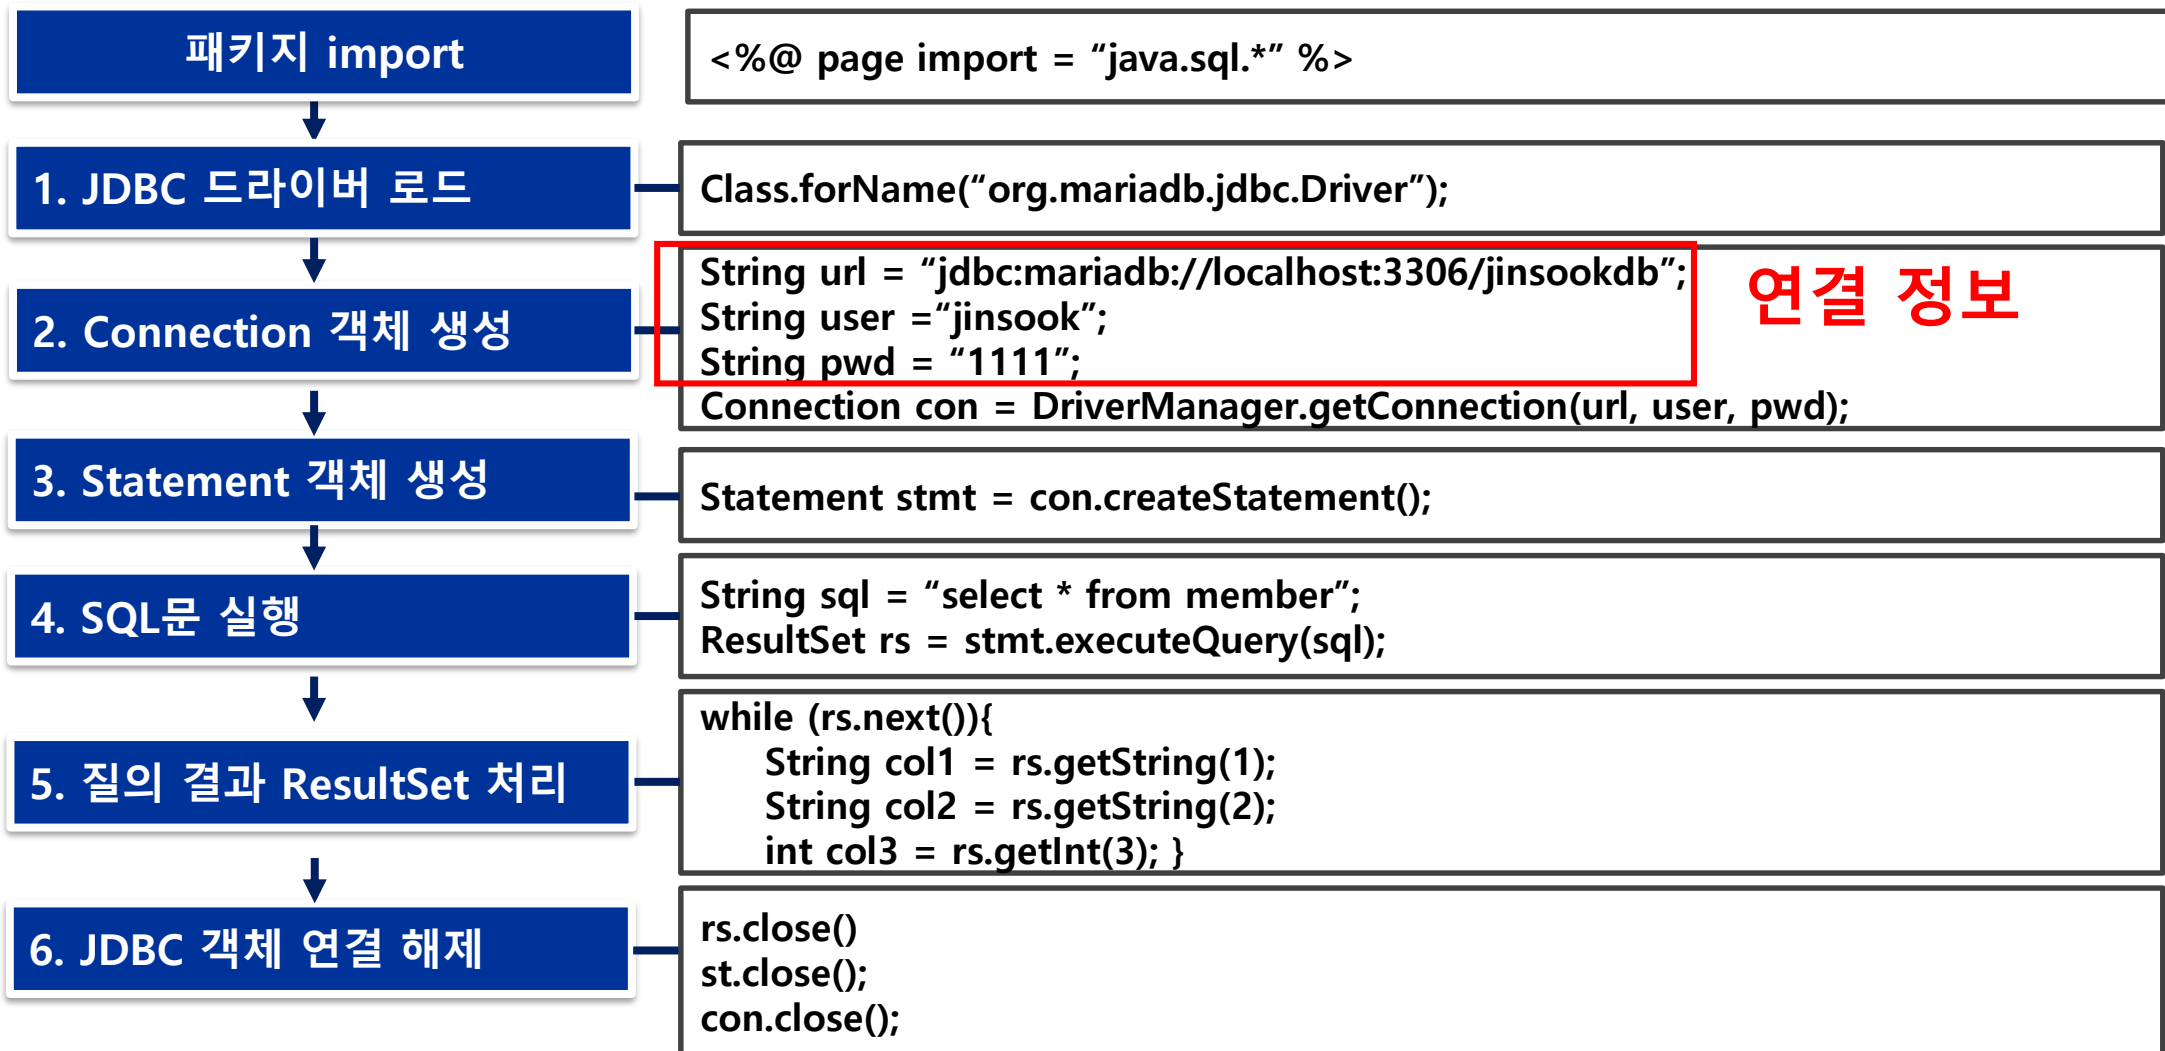 패키지 import
<%@ page import = “java.sql.*” %>
1. JDBC 드라이버 로드
Class.forName(“org.mariadb.jdbc.Driver”);
2. Connection 객체 생성
String url = “jdbc:mariadb://localhost:3306/jinsookdb”;
String user =“jinsook”;
String pwd = “1111”;
Connection con = DriverManager.getConnection(url, user, pwd);
연결 정보
3. Statement 객체 생성
Statement stmt = con.createStatement();
4. SQL문 실행
String sql = “select * from member”;
ResultSet rs = stmt.executeQuery(sql);
5. 질의 결과 ResultSet 처리
while (rs.next()){
String col1 = rs.getString(1);
String col2 = rs.getString(2);
int col3 = rs.getInt(3); }
6. JDBC 객체 연결 해제
rs.close()
st.close();
con.close();